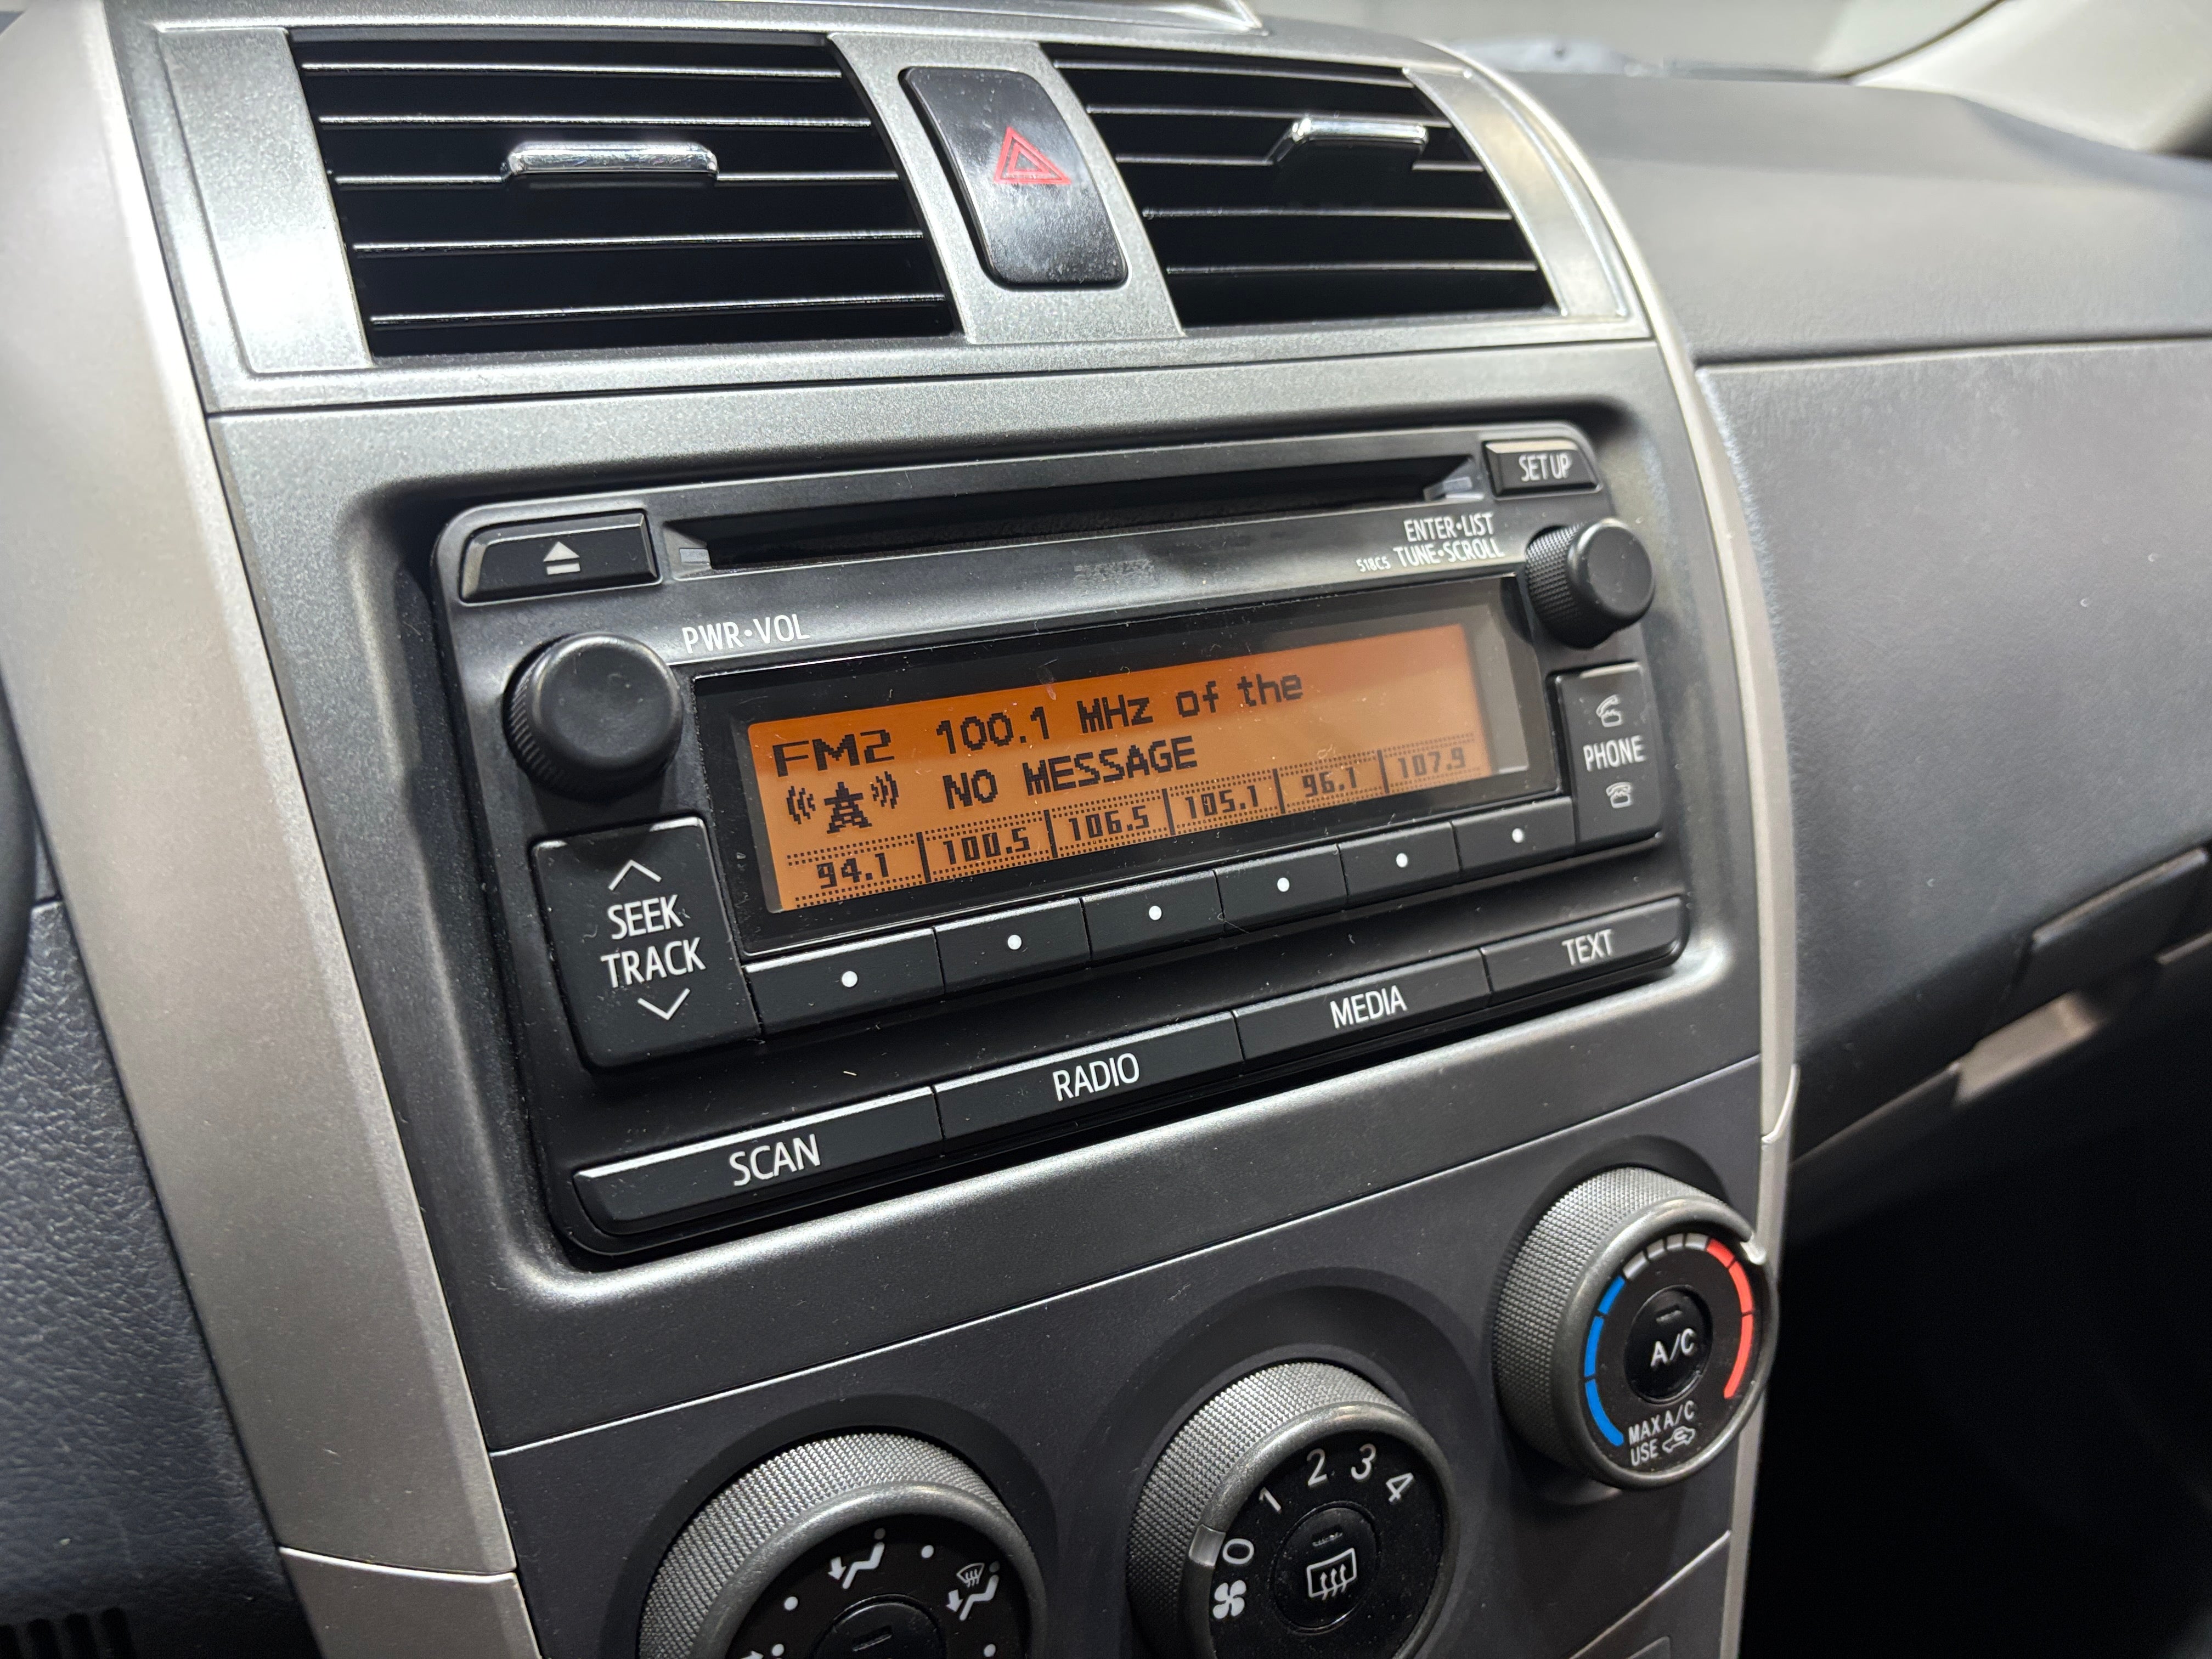 SET UP
ENTER•LIST
518CS TUNE•SCROLL
PWR•VOL
FM2 100.1 MHz of the
NO MESSAGE
94.1 100.5 106.5 105.1 96.1 107.9
PHONE
SEEK
TRACK
SCAN RADIO MEDIA TEXT
A/C
MAX A/C
USE
0 1 2 3 4